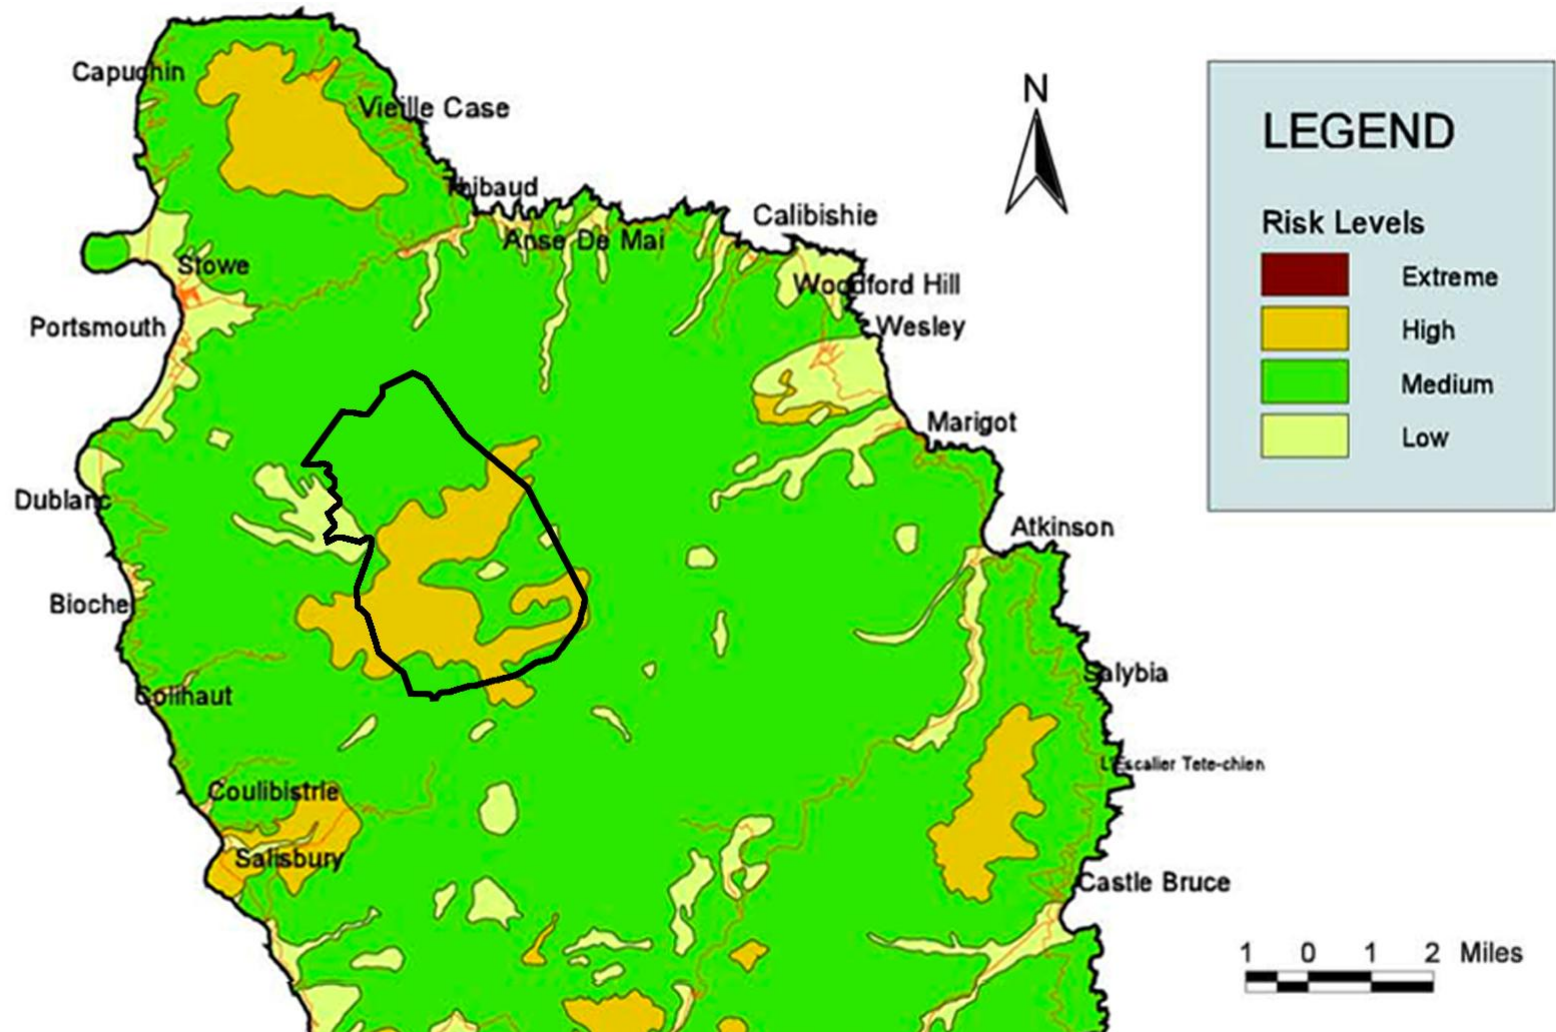 Capuchin
Vieille Case
Thibaud
Anse De Mai
Calibishie
Stowe
Woodford Hill
Portsmouth
Wesley
Marigot
Dublanc
Atkinson
Bioche
Salybia
Colihaut
L'Escalier Tete-chien
Coulibistrie
Salisbury
Castle Bruce
N
LEGEND
Risk Levels
Extreme
High
Medium
Low
1 0 1 2 Miles